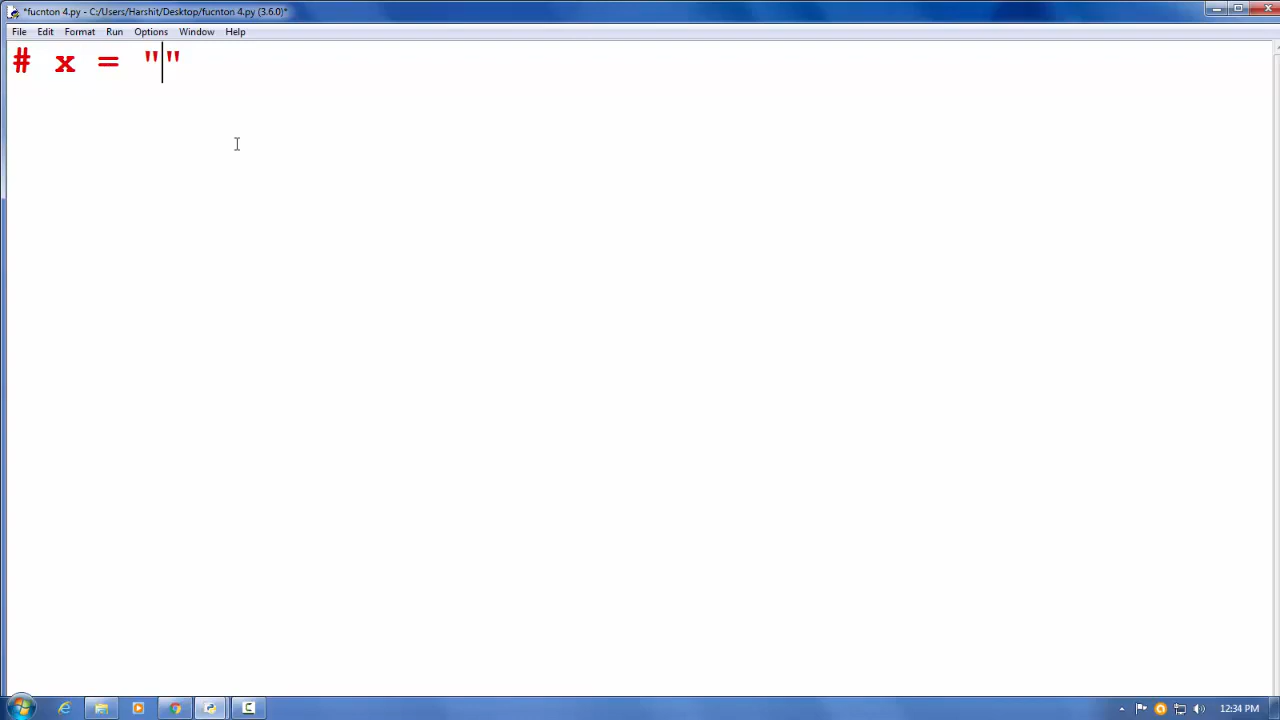 *fucnton 4.py - C:/Users/Harshit/Desktop/fucnton 4.py (3.6.0)*
File Edit Format Run Options Window Help
# x = ""
12:34 PM